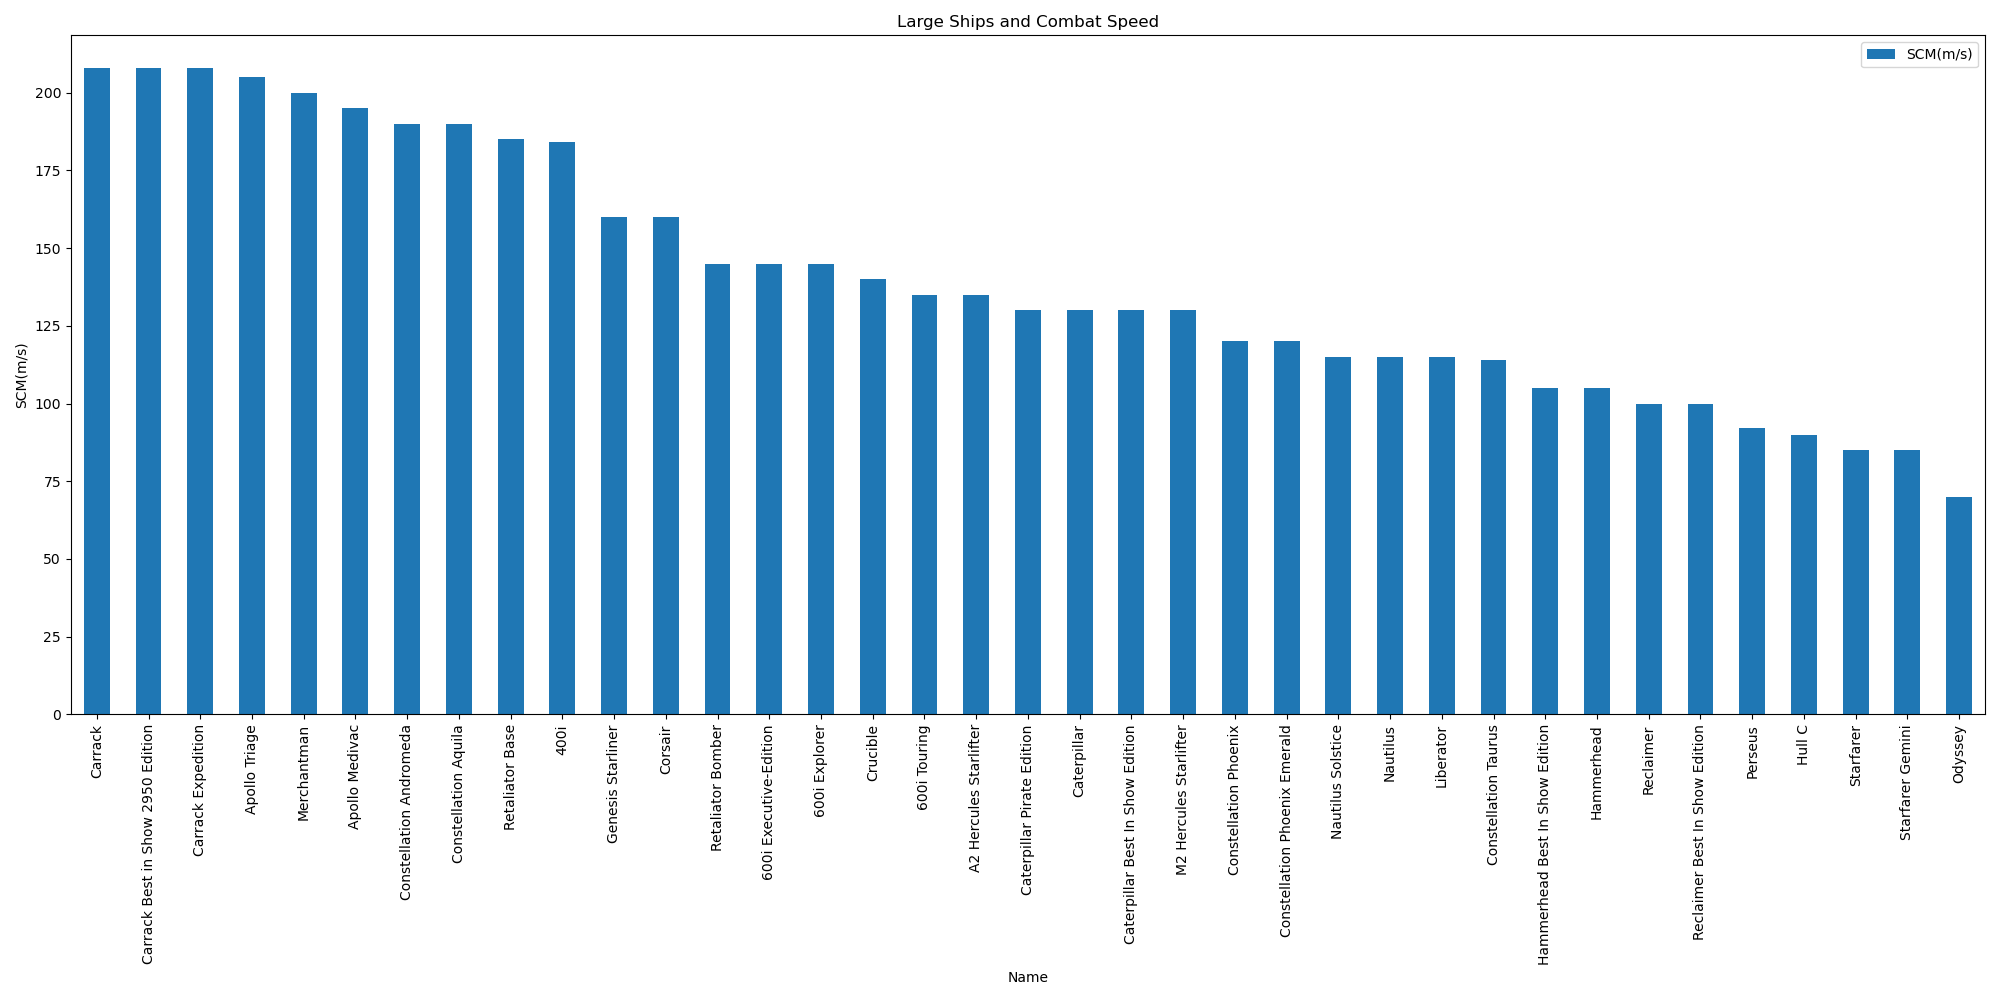 Large Ships and Combat Speed
SCM(m/s)
SCM(m/s)
200
175
150
125
100
75
50
25
0
Carrack
Carrack Best in Show 2950 Edition
Carrack Expedition
Apollo Triage
Merchantman
Apollo Medivac
Constellation Andromeda
Constellation Aquila
Retaliator Base
400i
Genesis Starliner
Corsair
Retaliator Bomber
600i Executive-Edition
600i Explorer
Crucible
600i Touring
A2 Hercules Starlifter
Caterpillar Pirate Edition
Caterpillar
Caterpillar Best In Show Edition
M2 Hercules Starlifter
Constellation Phoenix
Constellation Phoenix Emerald
Nautilus Solstice
Nautilus
Liberator
Constellation Taurus
Hammerhead Best In Show Edition
Hammerhead
Reclaimer
Reclaimer Best In Show Edition
Perseus
Hull C
Starfarer
Starfarer Gemini
Odyssey
Name